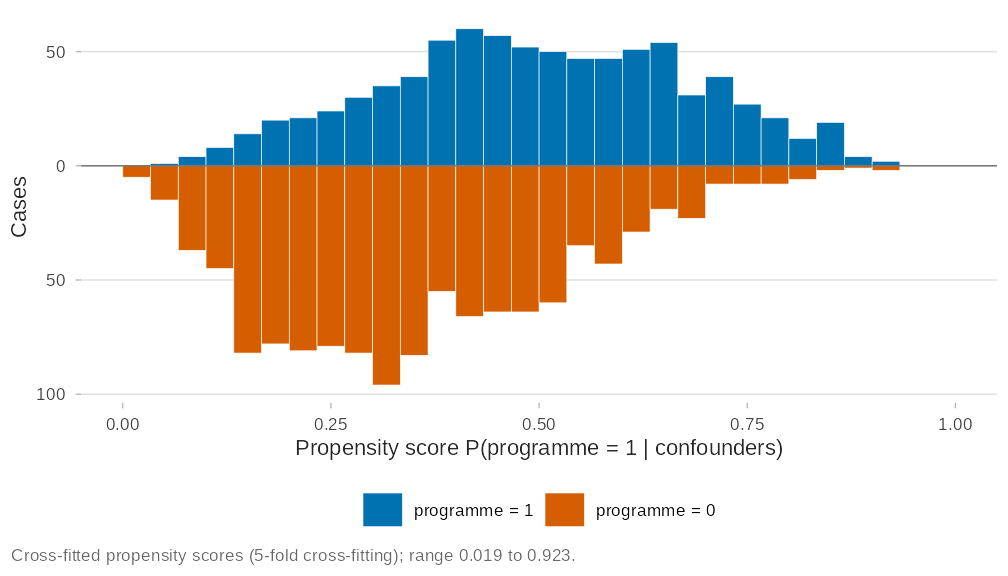 50
0
50
100
Cases
0.00 0.25 0.50 0.75 1.00
Propensity score P(programme = 1 | confounders)
programme = 1 programme = 0
Cross-fitted propensity scores (5-fold cross-fitting); range 0.019 to 0.923.